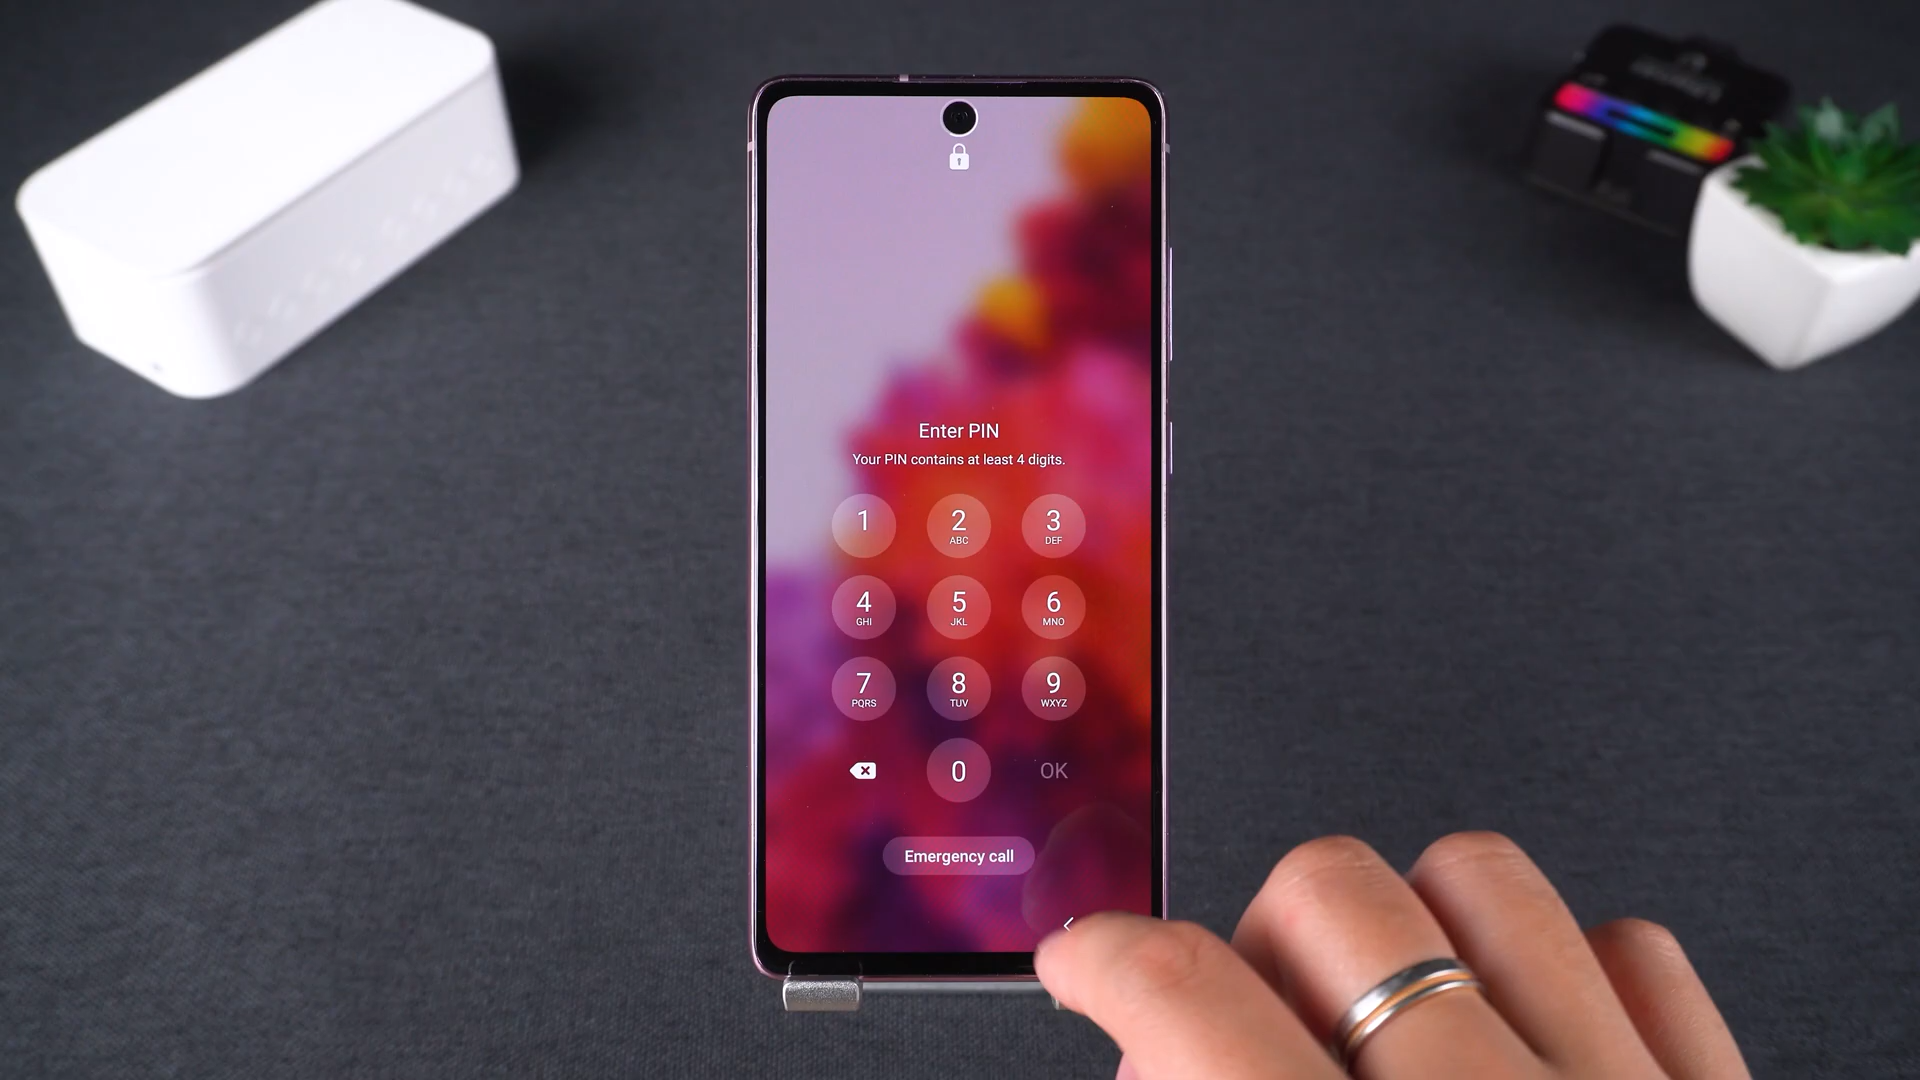 Enter PIN
Your PIN contains at least 4 digits.
1
2
ABC
3
DEF
4
GHI
5
JKL
6
MNO
7
PQRS
8
TUV
9
WXYZ
0
OK
Emergency call